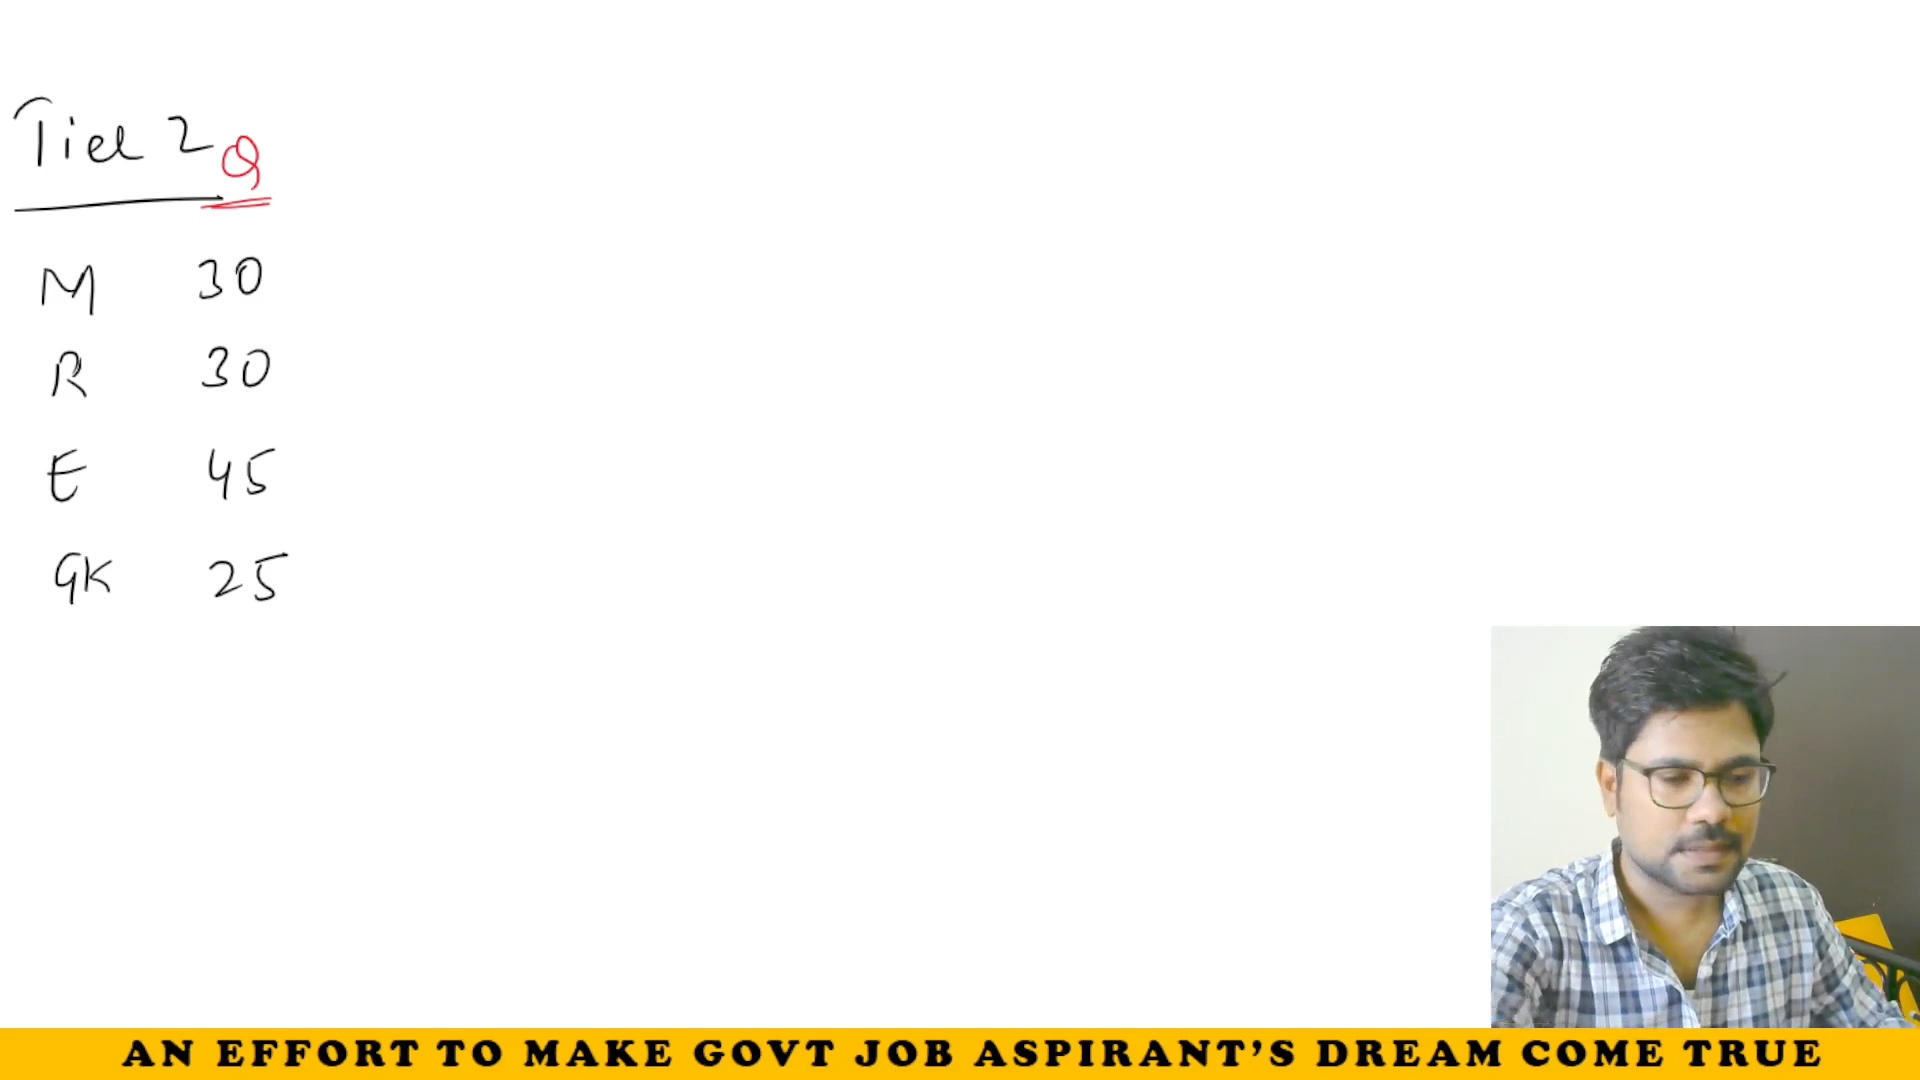 Tier 2 Q
M 30
R 30
E 45
GK 25
AN EFFORT TO MAKE GOVT JOB ASPIRANT'S DREAM COME TRUE